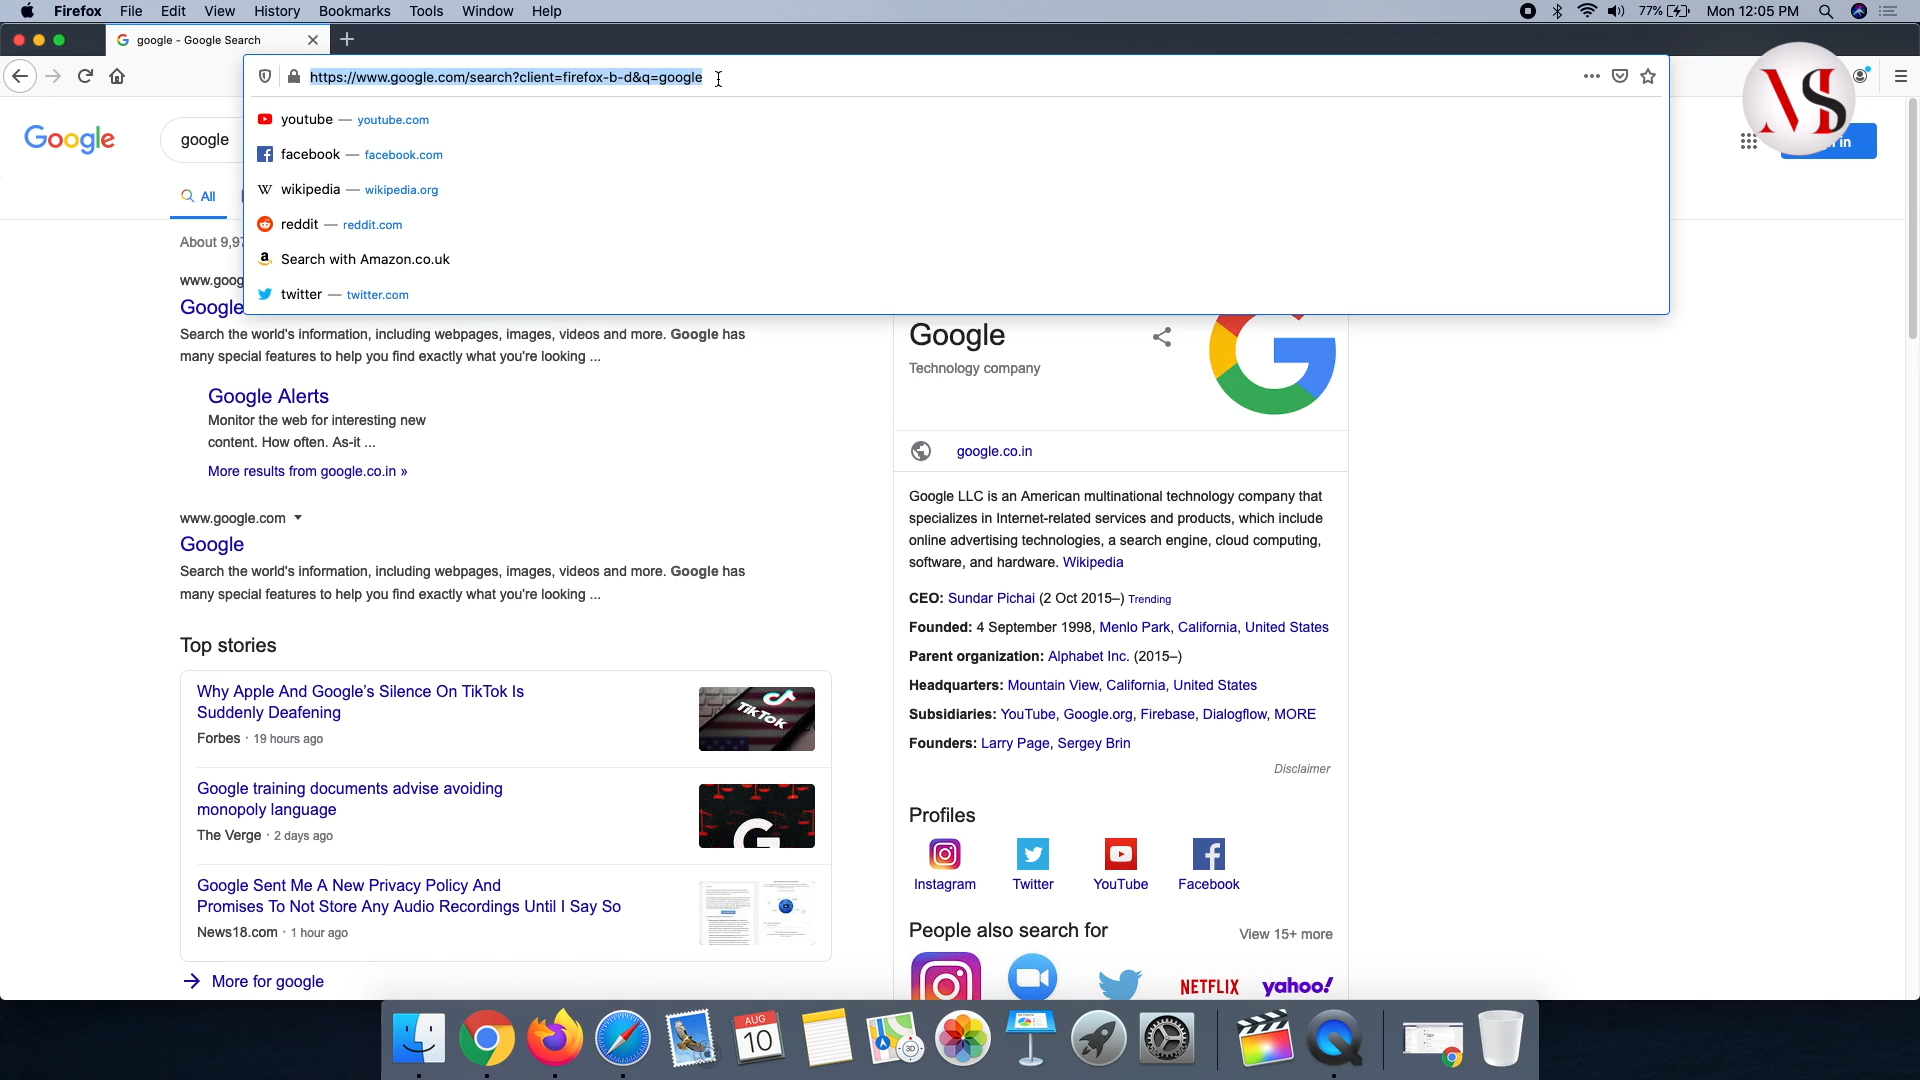 Firefox File Edit View History Bookmarks Tools Window Help
77% Mon 12:05 PM
google - Google Search
https://www.google.com/search?client=firefox-b-d&q=google
MS
youtube — youtube.com
facebook — facebook.com
wikipedia — wikipedia.org
reddit — reddit.com
Search with Amazon.co.uk
twitter — twitter.com
Google
google
in
All
About 9,97
www.goog
Google
Search the world's information, including webpages, images, videos and more. Google has
many special features to help you find exactly what you're looking ...
Google Alerts
Monitor the web for interesting new
content. How often. As-it ...
More results from google.co.in »
www.google.com
Google
Search the world's information, including webpages, images, videos and more. Google has
many special features to help you find exactly what you're looking ...
Top stories
Why Apple And Google's Silence On TikTok Is
Suddenly Deafening
Forbes · 19 hours ago
TikTok
Google training documents advise avoiding
monopoly language
The Verge · 2 days ago
Google Sent Me A New Privacy Policy And
Promises To Not Store Any Audio Recordings Until I Say So
News18.com · 1 hour ago
More for google
Google
Technology company
google.co.in
Google LLC is an American multinational technology company that
specializes in Internet-related services and products, which include
online advertising technologies, a search engine, cloud computing,
software, and hardware. Wikipedia
CEO: Sundar Pichai (2 Oct 2015–) Trending
Founded: 4 September 1998, Menlo Park, California, United States
Parent organization: Alphabet Inc. (2015–)
Headquarters: Mountain View, California, United States
Subsidiaries: YouTube, Google.org, Firebase, Dialogflow, MORE
Founders: Larry Page, Sergey Brin
Disclaimer
Profiles
Instagram Twitter YouTube Facebook
People also search for
View 15+ more
NETFLIX yahoo!
AUG
10
3D